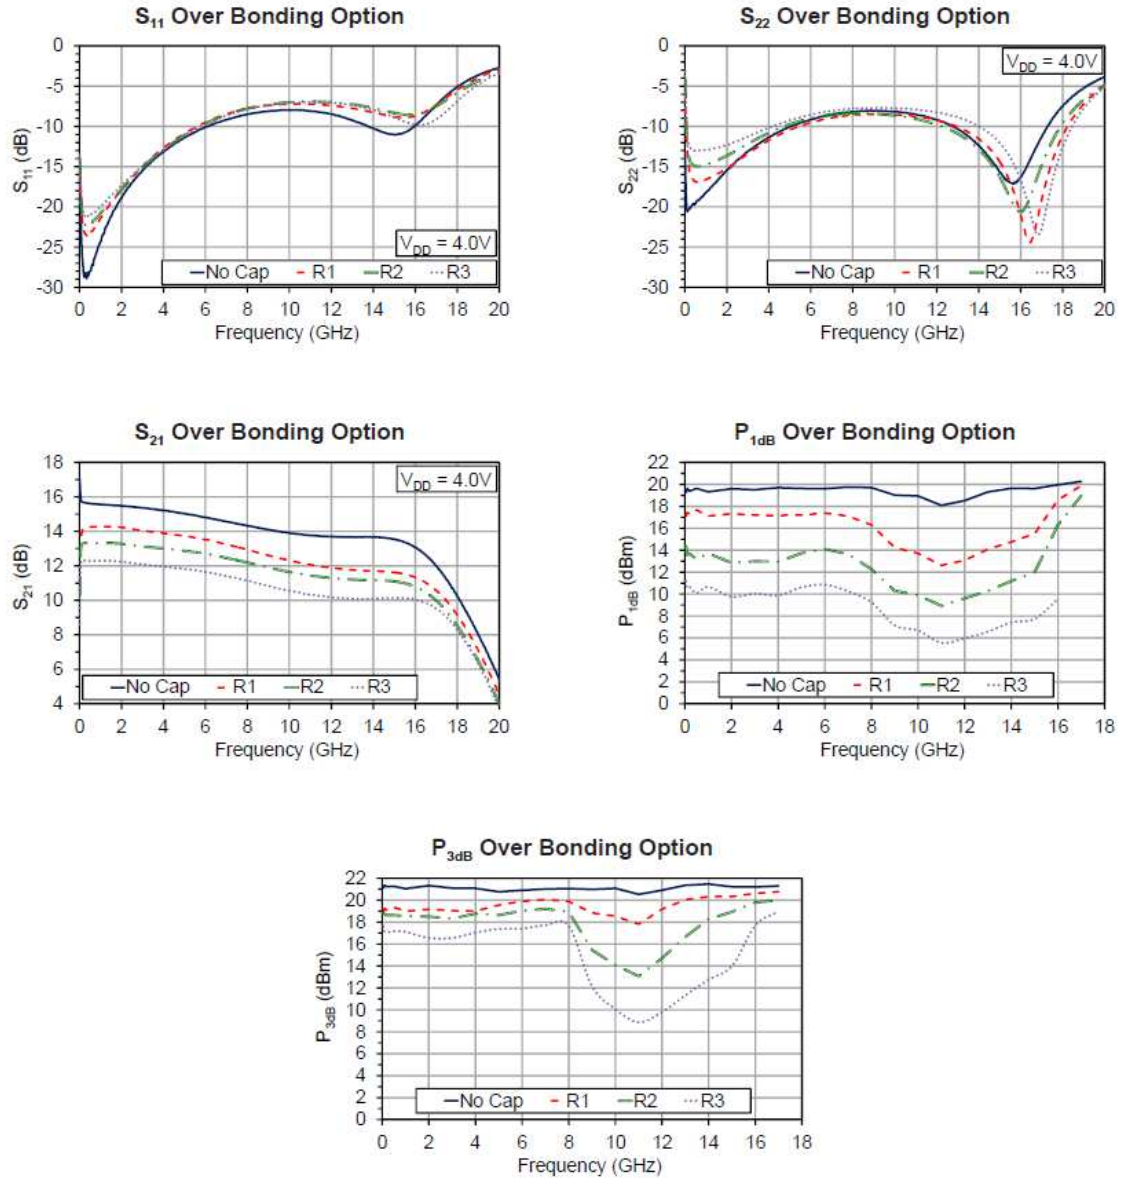 S11 Over Bonding Option
0
-5
-10
-15
-20
-25
-30
S11 (dB)
VDD = 4.0V
No Cap R1 R2 R3
0 2 4 6 8 10 12 14 16 18 20
Frequency (GHz)
S22 Over Bonding Option
0
-5
-10
-15
-20
-25
-30
S22 (dB)
VDD = 4.0V
No Cap R1 R2 R3
0 2 4 6 8 10 12 14 16 18 20
Frequency (GHz)
S21 Over Bonding Option
18
16
14
12
10
8
6
4
S21 (dB)
VDD = 4.0V
No Cap R1 R2 R3
0 2 4 6 8 10 12 14 16 18 20
Frequency (GHz)
P1dB Over Bonding Option
22
20
18
16
14
12
10
8
6
4
2
0
P1dB (dBm)
No Cap R1 R2 R3
0 2 4 6 8 10 12 14 16 18
Frequency (GHz)
P3dB Over Bonding Option
22
20
18
16
14
12
10
8
6
4
2
0
P3dB (dBm)
No Cap R1 R2 R3
0 2 4 6 8 10 12 14 16 18
Frequency (GHz)